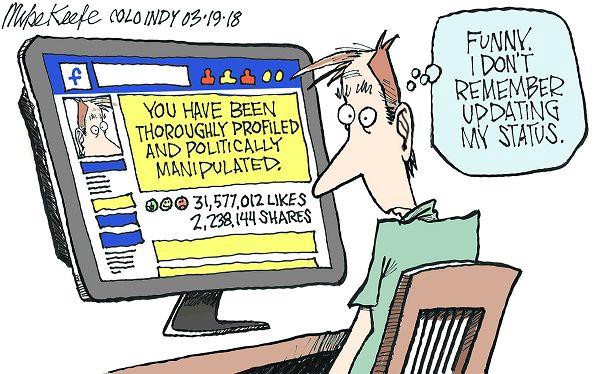 Mike Keefe COLO INDY 03-19-18
f
YOU HAVE BEEN
THOROUGHLY PROFILED
AND POLITICALLY
MANIPULATED.
31,577,012 LIKES
2,238,144 SHARES
FUNNY.
I DON'T
REMEMBER
UPDATING
MY STATUS.